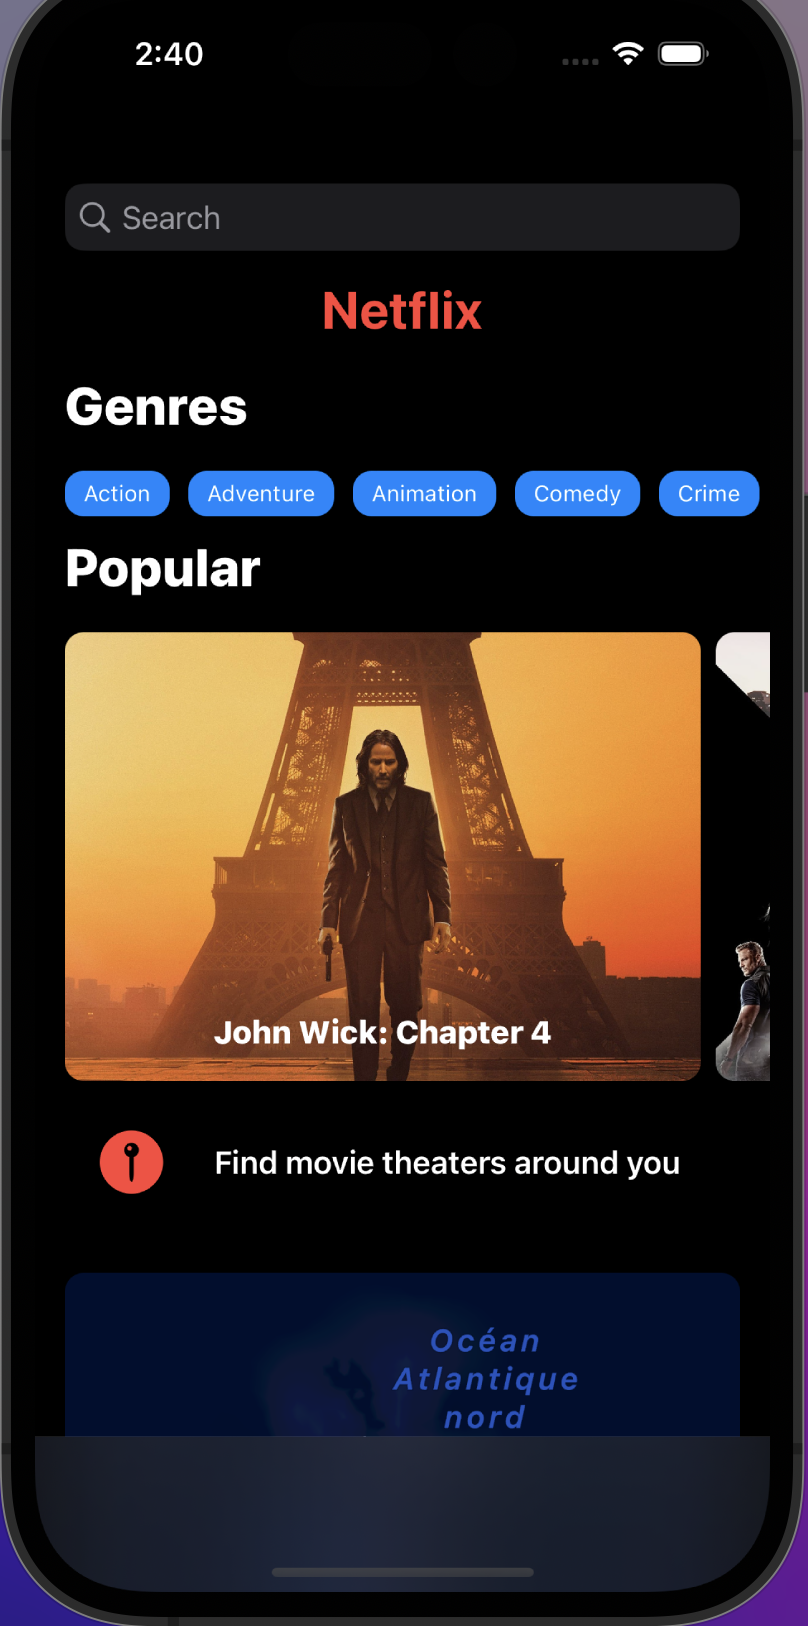 2:40
Search
Netflix
Genres
Action Adventure Animation Comedy Crime
Popular
John Wick: Chapter 4
Find movie theaters around you
Océan
Atlantique
nord